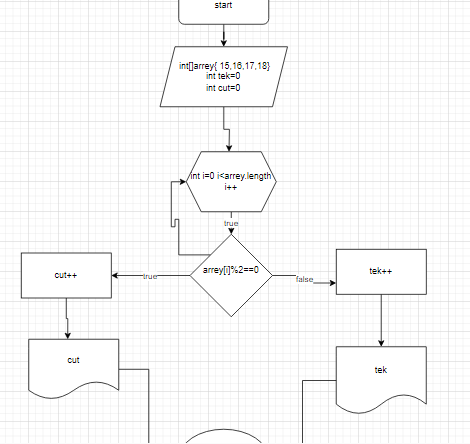 start
int[]arrey{ 15,16,17,18}
int tek=0
int cut=0
int i=0 i<arrey.length
i++
true
arrey[i]%2==0
cut++
true
false
tek++
cut
tek